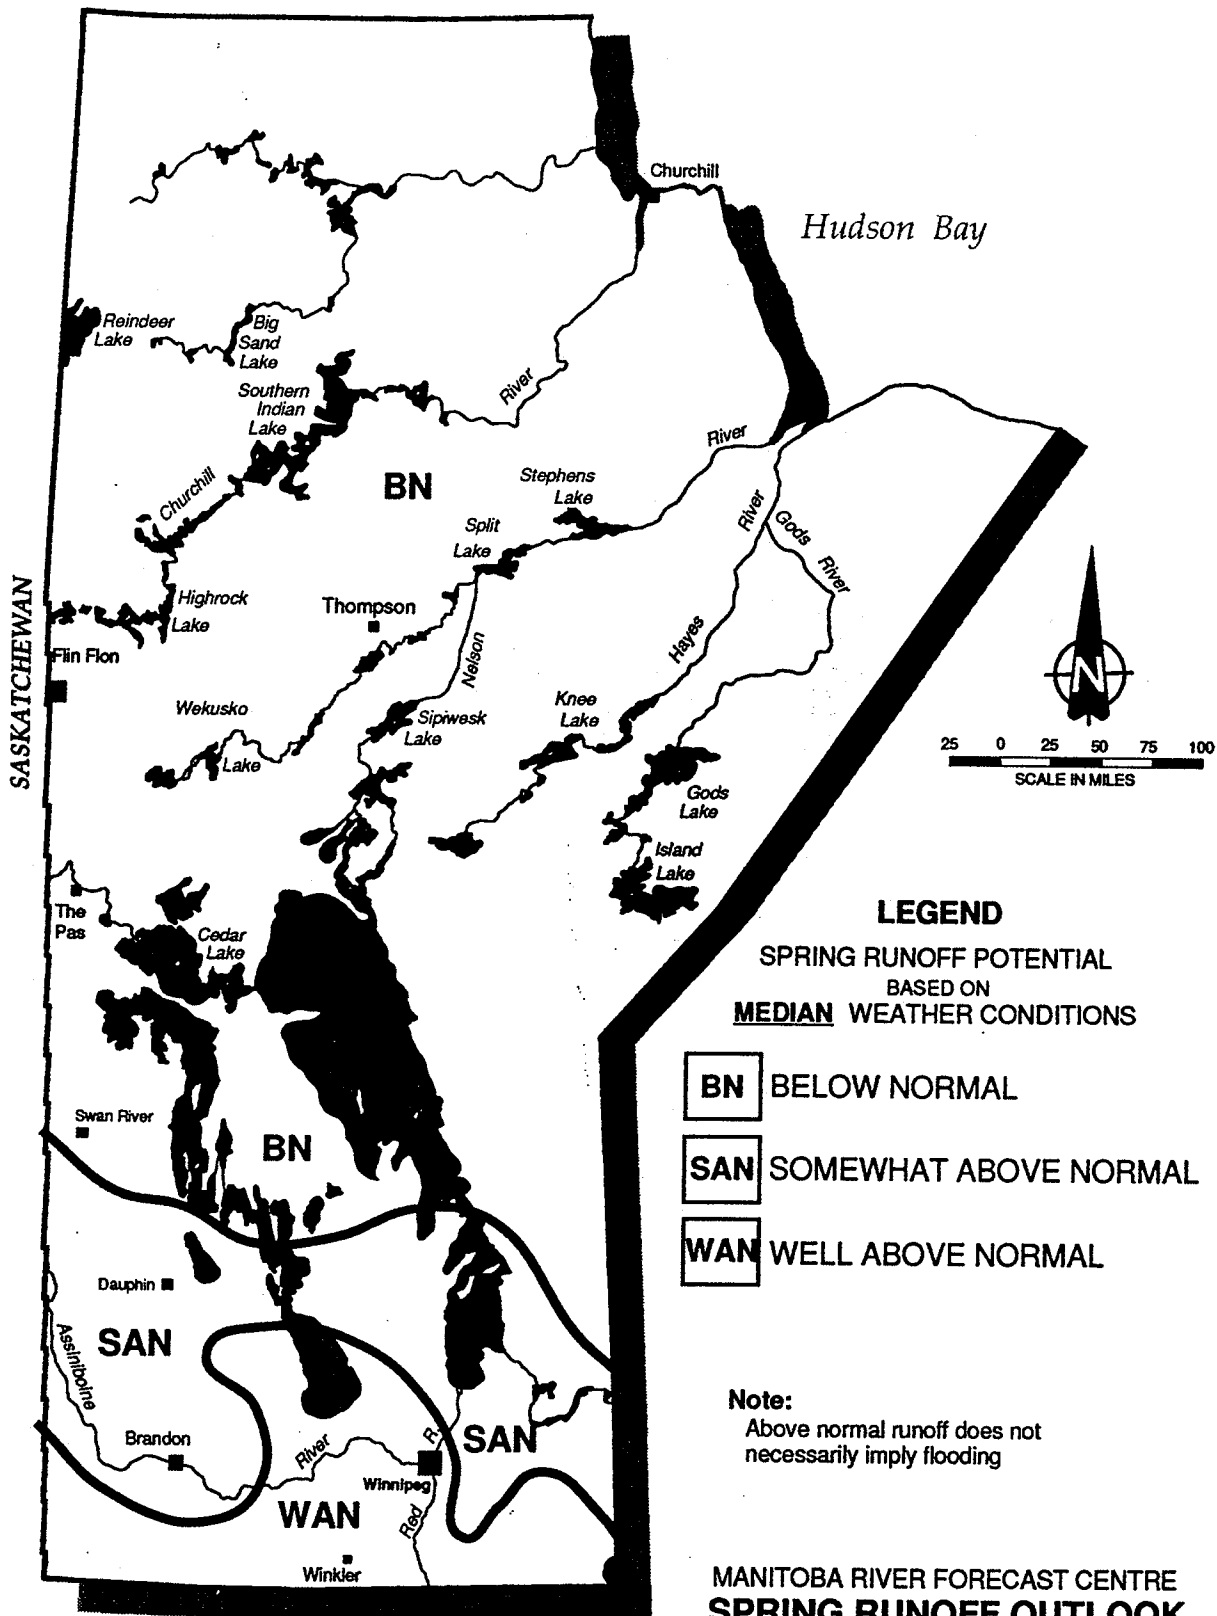 Churchill
Hudson Bay
Reindeer
Lake
Big
Sand
Lake
Southern
Indian
Lake
River
River
BN
Stephens
Lake
Churchill
Split
Lake
River
Gods
River
Highrock
Lake
Thompson
SASKATCHEWAN
Flin Flon
Nelson
Hayes
N
Wekusko
Lake
Sipiwesk
Lake
Knee
Lake
25 0 25 50 75 100
SCALE IN MILES
Gods
Lake
Island
Lake
The
Pas
Cedar
Lake
LEGEND
SPRING RUNOFF POTENTIAL
BASED ON
MEDIAN WEATHER CONDITIONS
BN BELOW NORMAL
Swan River
BN
SAN SOMEWHAT ABOVE NORMAL
WAN WELL ABOVE NORMAL
Dauphin
SAN
Assiniboine
Note:
Above normal runoff does not
necessarily imply flooding
Brandon
River
R.
SAN
Winnipeg
WAN
Red
Winkler
MANITOBA RIVER FORECAST CENTRE
SPRING RUNOFF OUTLOOK